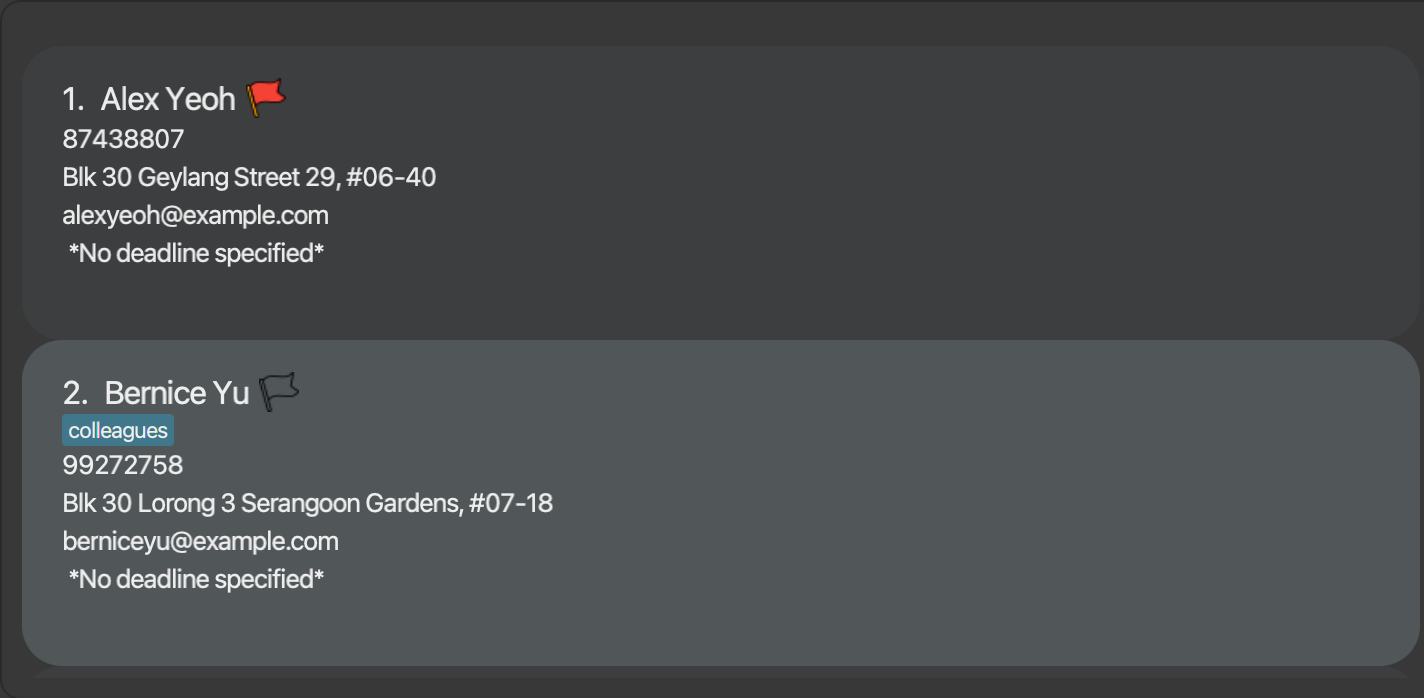 1. Alex Yeoh
87438807
Blk 30 Geylang Street 29, #06-40
alexyeoh@example.com
*No deadline specified*
2. Bernice Yu
colleagues
99272758
Blk 30 Lorong 3 Serangoon Gardens, #07-18
berniceyu@example.com
*No deadline specified*